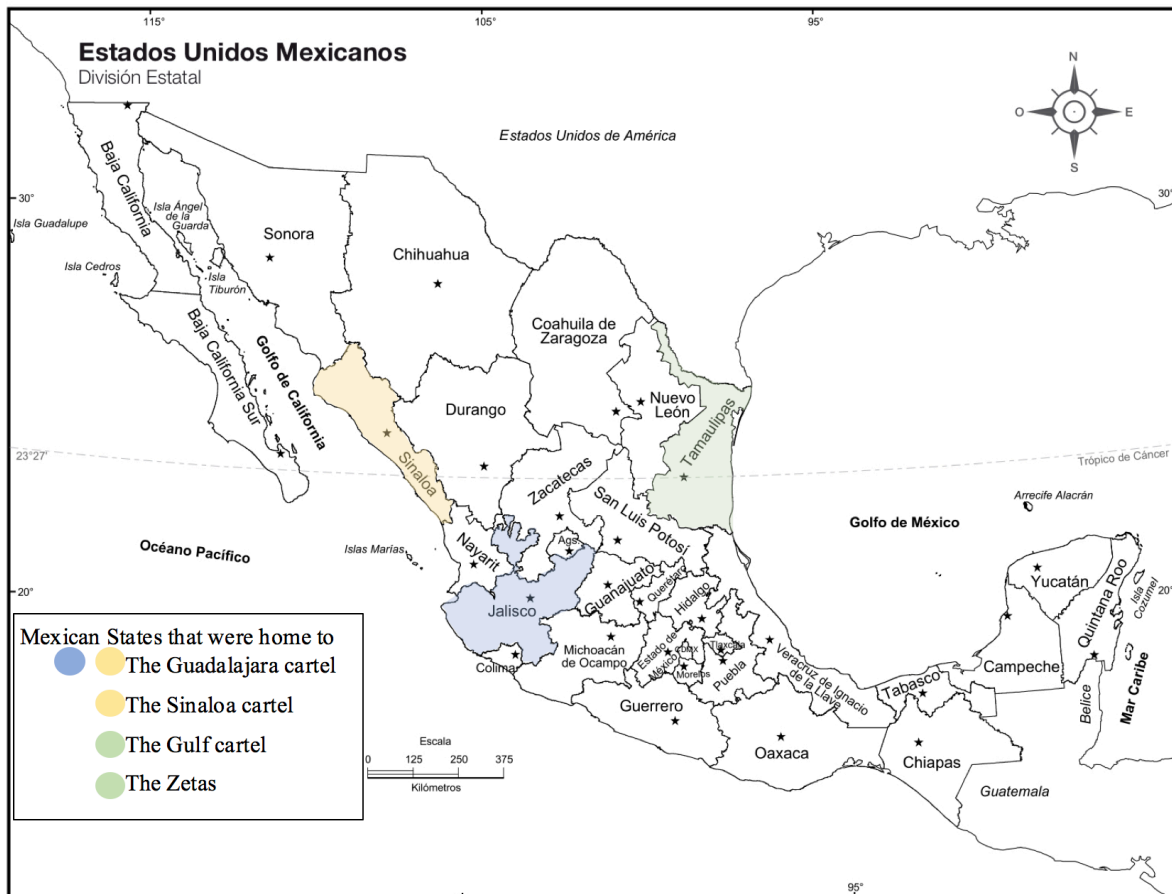 115°
105°
95°
Estados Unidos Mexicanos
División Estatal
N
O
E
S
Estados Unidos de América
30°
30°
Baja California
Isla Ángel
de la
Guarda
Isla Guadalupe
Sonora
Chihuahua
Isla Cedros
Isla
Tiburón
Coahuila de
Zaragoza
Golfo de California
Baja California Sur
Nuevo
León
Durango
Tamaulipas
23°27'
Sinaloa
Trópico de Cáncer
Zacatecas
San Luis Potosí
Arrecife Alacrán
Golfo de México
Océano Pacífico
Islas Marías
Nayarit
Ags.
Yucatán
Quintana Roo
Isla
Cozumel
20°
20°
Guanajuato
Querétaro
Hidalgo
Jalisco
Mexican States that were home to
The Guadalajara cartel
The Sinaloa cartel
The Gulf cartel
The Zetas
Colima
Michoacán
de Ocampo
Estado de
México
CDMX
Tlaxcala
Morelos
Puebla
Veracruz de Ignacio
de la Llave
Campeche
Tabasco
Belice
Mar Caribe
Guerrero
Oaxaca
Chiapas
Guatemala
Escala
0
125
250
375
Kilómetros
95°